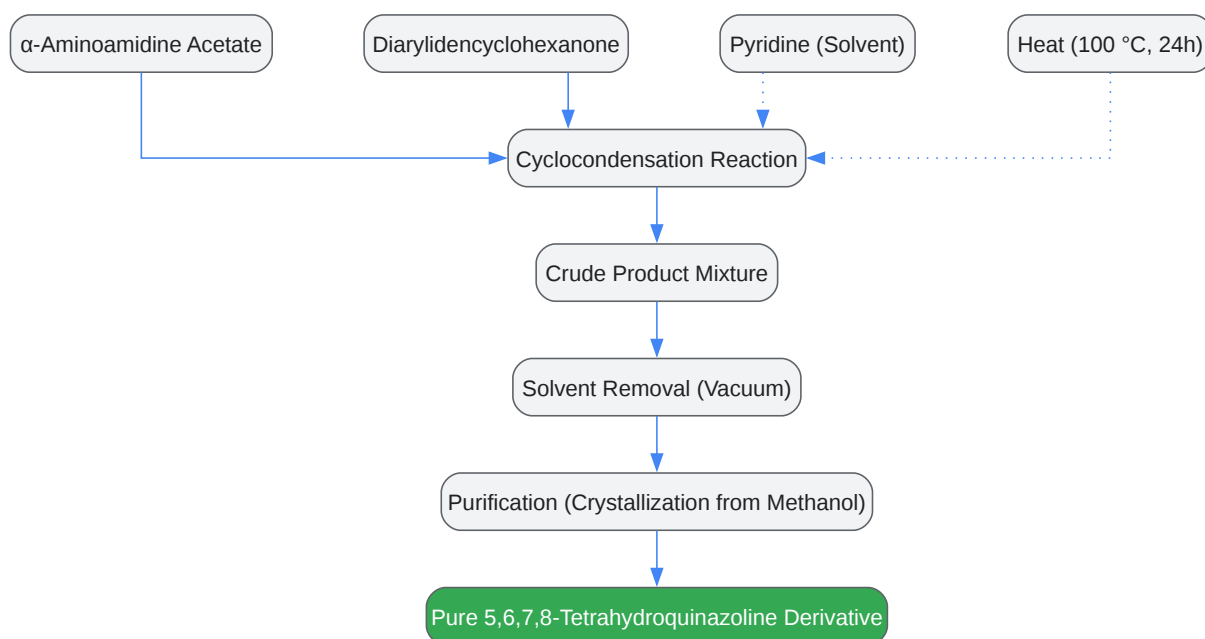 α-Aminoamidine Acetate
Diarylidencyclohexanone
Pyridine (Solvent)
Heat (100 °C, 24h)
Cyclocondensation Reaction
Crude Product Mixture
Solvent Removal (Vacuum)
Purification (Crystallization from Methanol)
Pure 5,6,7,8-Tetrahydroquinazoline Derivative